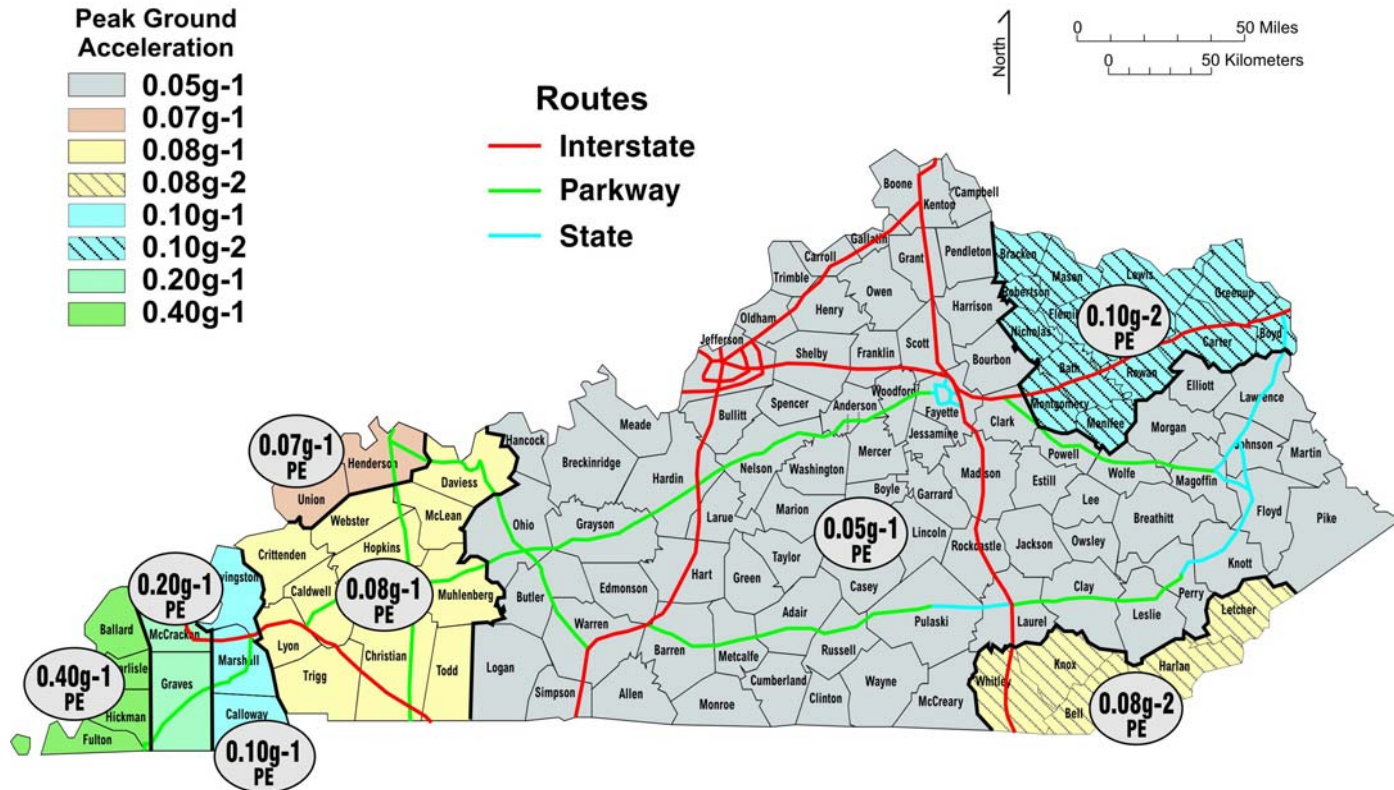 Peak Ground
Acceleration
0.05g-1
0.07g-1
0.08g-1
0.08g-2
0.10g-1
0.10g-2
0.20g-1
0.40g-1
Routes
Interstate
Parkway
State
North
0 50 Miles
0 50 Kilometers
Boone
Kenton
Campbell
Gallatin
Carroll
Trimble
Grant
Pendleton
Owen
Henry
Oldham
Harrison
Bracken
Mason
Lewis
Robertson
Greenup
Nicholas
0.10g-2
PE
Boyd
Carter
Bath
Rowan
Montgomery
Menifee
Jefferson
Shelby
Franklin
Scott
Bourbon
Woodford
Fayette
Clark
Elliott
Lawrence
Morgan
Johnson
Martin
Bullitt
Spencer
Anderson
Jessamine
Powell
Wolfe
Magoffin
Meade
Hancock
Breckinridge
Hardin
Nelson
Washington
Mercer
Madison
Estill
Lee
Breathitt
Floyd
Pike
Boyle
Garrard
Larue
Marion
0.05g-1
PE
Lincoln
Rockcastle
Jackson
Owsley
Knott
0.07g-1
PE
Henderson
Union
Daviess
Webster
McLean
Ohio
Grayson
Hopkins
Crittenden
Hart
Green
Taylor
Casey
Clay
Perry
Leslie
Letcher
Edmonson
Butler
Muhlenberg
0.08g-1
PE
Caldwell
0.20g-1
PE
Ballard
McCracken
Marshall
Lyon
Christian
Trigg
Todd
Logan
Warren
Barren
Metcalfe
Adair
Russell
Pulaski
Laurel
Knox
Harlan
Whitley
Bell
0.08g-2
PE
0.40g-1
PE
Graves
Hickman
Fulton
Calloway
0.10g-1
PE
Simpson
Allen
Monroe
Cumberland
Clinton
Wayne
McCreary